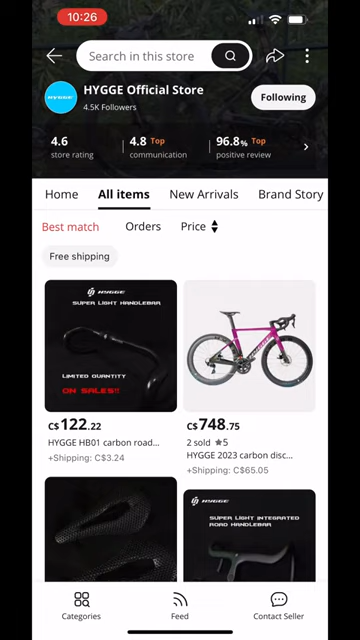 10:26
Search in this store
HYGGE
HYGGE Official Store
4.5K Followers
Following
4.6
store rating
4.8 Top
communication
96.8% Top
positive review
Home
All items
New Arrivals
Brand Story
Best match
Orders
Price
Free shipping
HYGGE
SUPER LIGHT HANDLEBAR
LIMITED QUANTITY
ON SALES!!
C$122.22
HYGGE HB01 carbon road...
+Shipping: C$3.24
C$748.75
2 sold ★5
HYGGE 2023 carbon disc...
+Shipping: C$65.05
HYGGE
SUPER LIGHT INTEGRATED
ROAD HANDLEBAR
Categories
Feed
Contact Seller